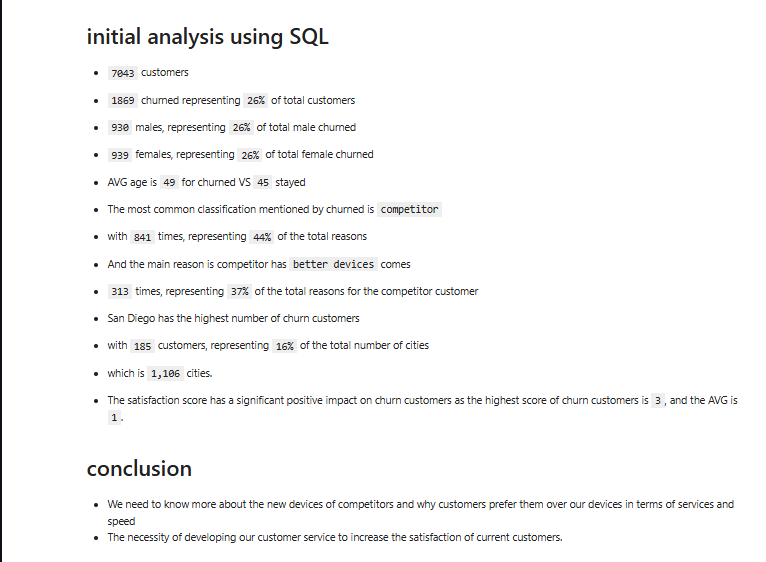 initial analysis using SQL
7043 customers
1869 churned representing 26% of total customers
930 males, representing 26% of total male churned
939 females, representing 26% of total female churned
AVG age is 49 for churned VS 45 stayed
The most common classification mentioned by churned is competitor
with 841 times, representing 44% of the total reasons
And the main reason is competitor has better devices comes
313 times, representing 37% of the total reasons for the competitor customer
San Diego has the highest number of churn customers
with 185 customers, representing 16% of the total number of cities
which is 1,106 cities.
The satisfaction score has a significant positive impact on churn customers as the highest score of churn customers is 3, and the AVG is
1.
conclusion
We need to know more about the new devices of competitors and why customers prefer them over our devices in terms of services and
speed
The necessity of developing our customer service to increase the satisfaction of current customers.